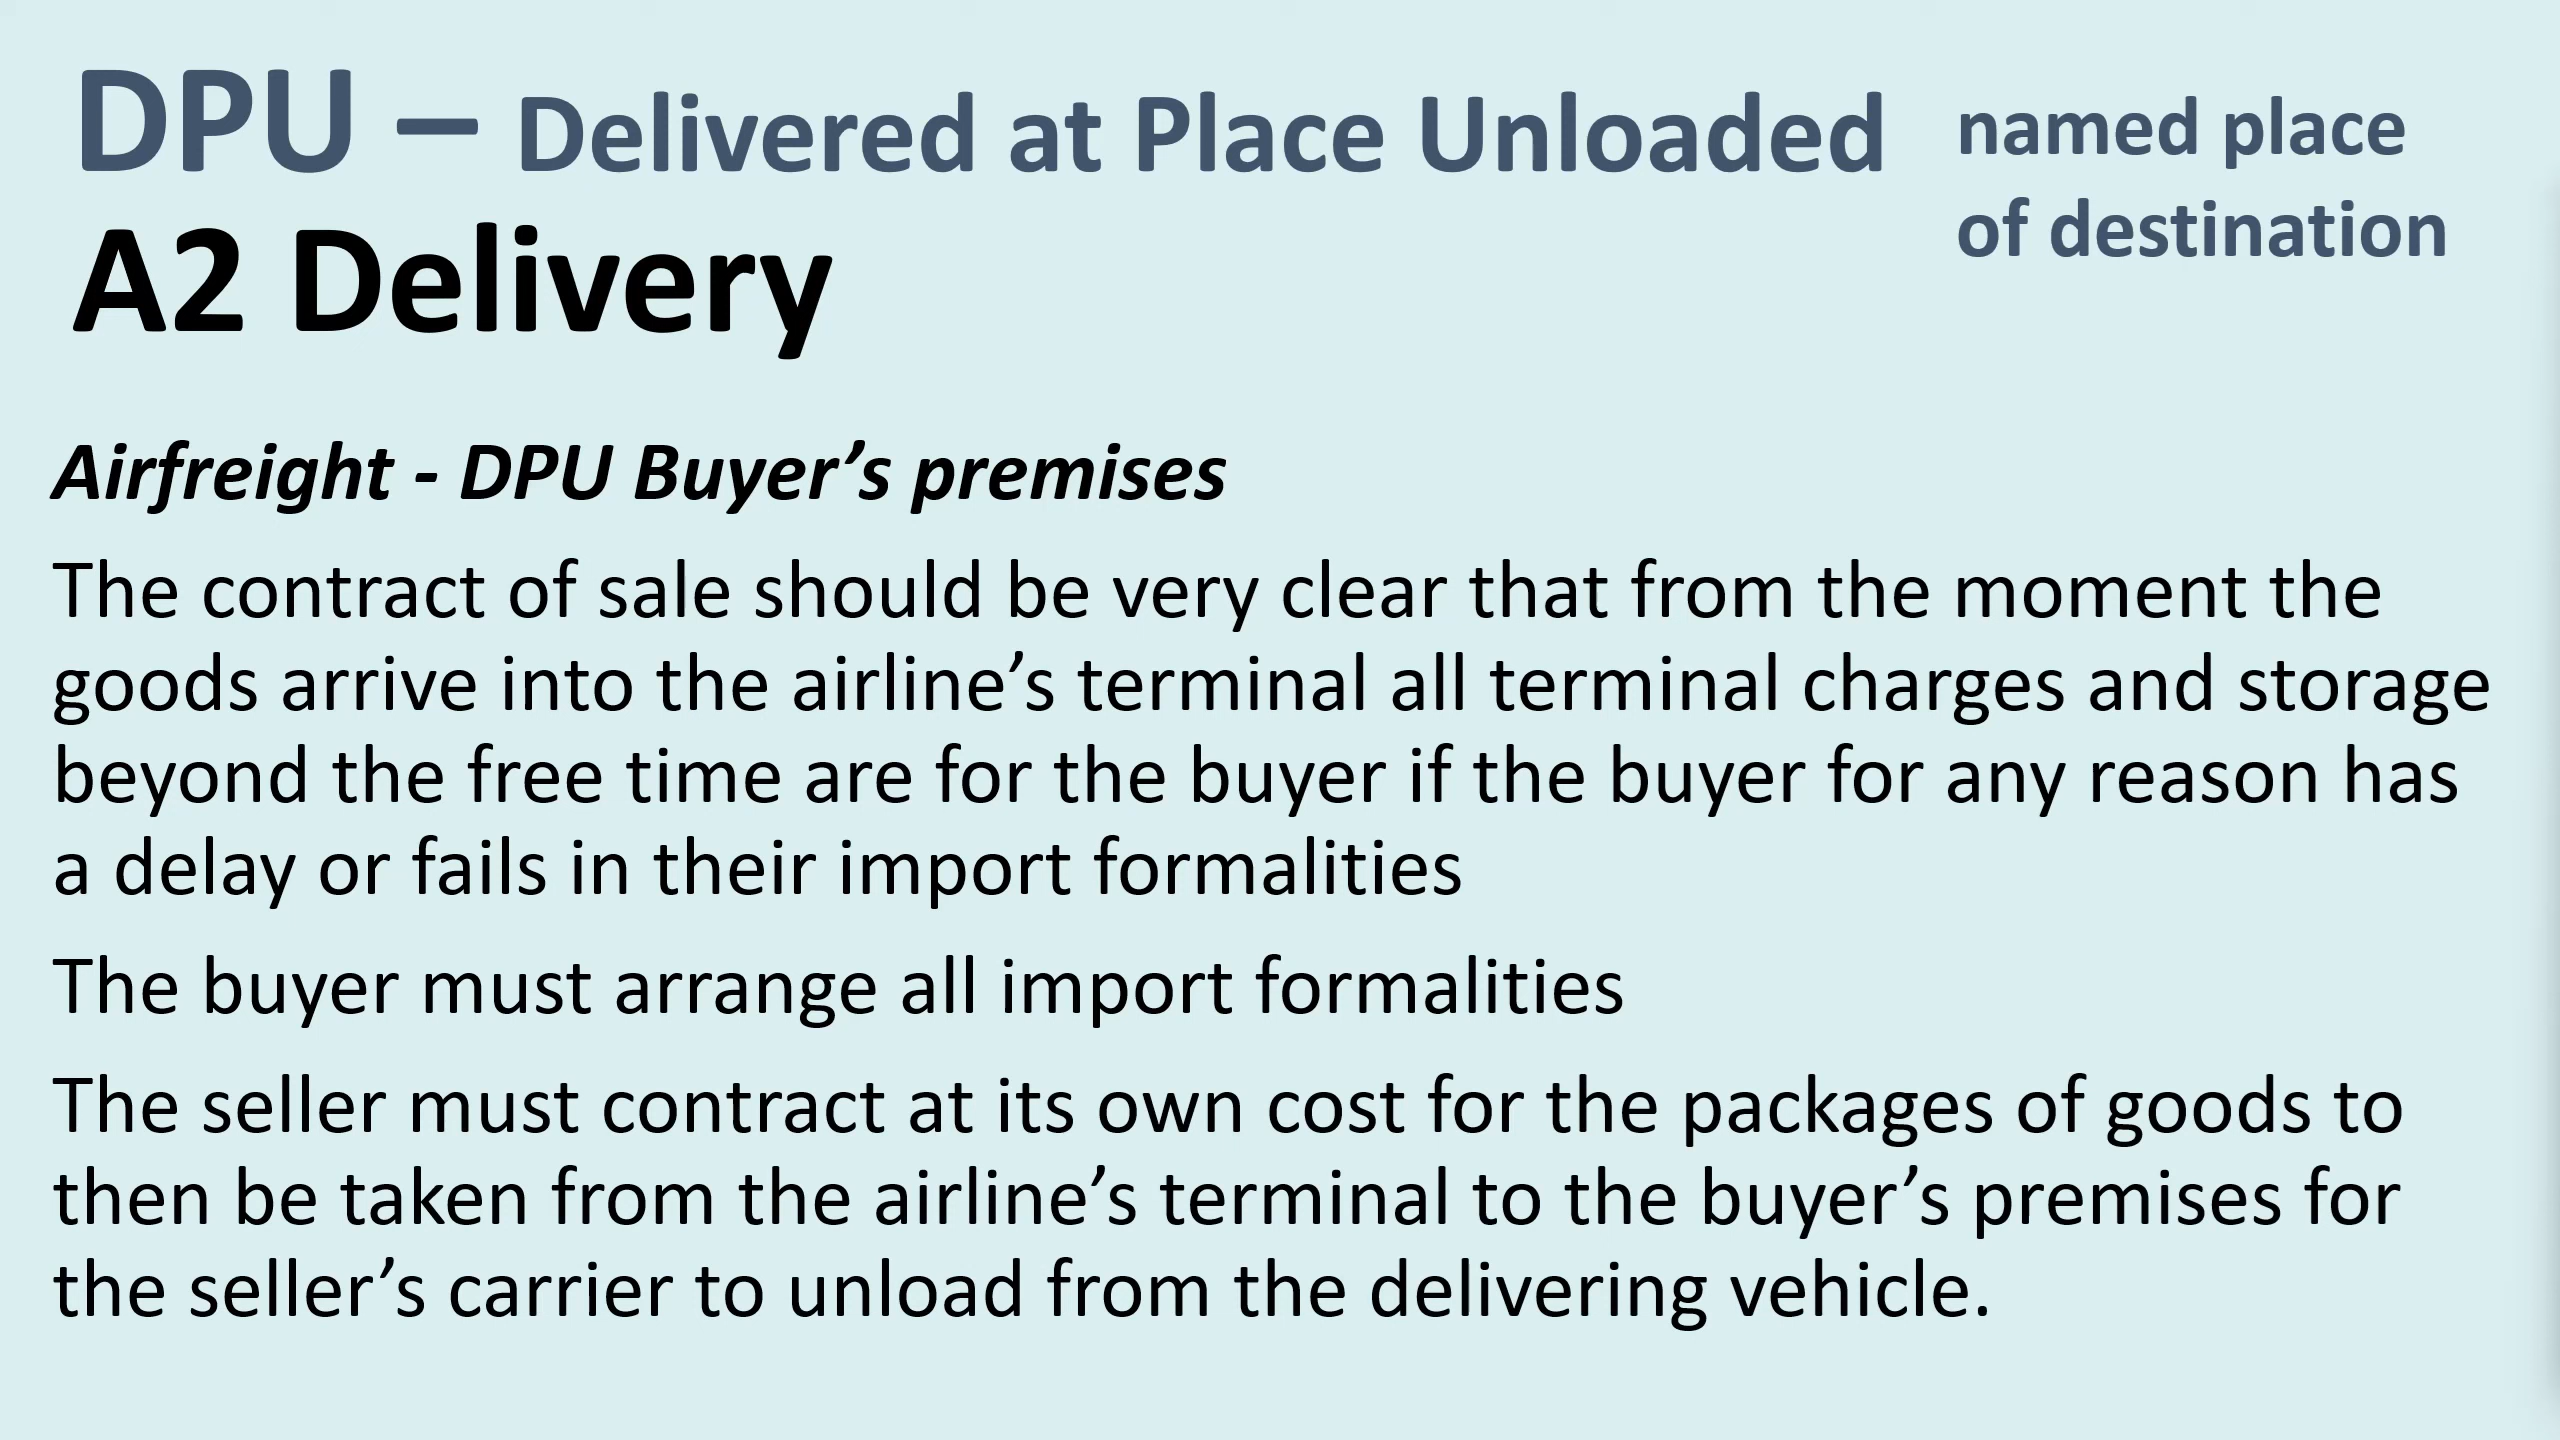 DPU – Delivered at Place Unloaded
named place
of destination
A2 Delivery
Airfreight - DPU Buyer’s premises
The contract of sale should be very clear that from the moment the
goods arrive into the airline’s terminal all terminal charges and storage
beyond the free time are for the buyer if the buyer for any reason has
a delay or fails in their import formalities
The buyer must arrange all import formalities
The seller must contract at its own cost for the packages of goods to
then be taken from the airline’s terminal to the buyer’s premises for
the seller’s carrier to unload from the delivering vehicle.